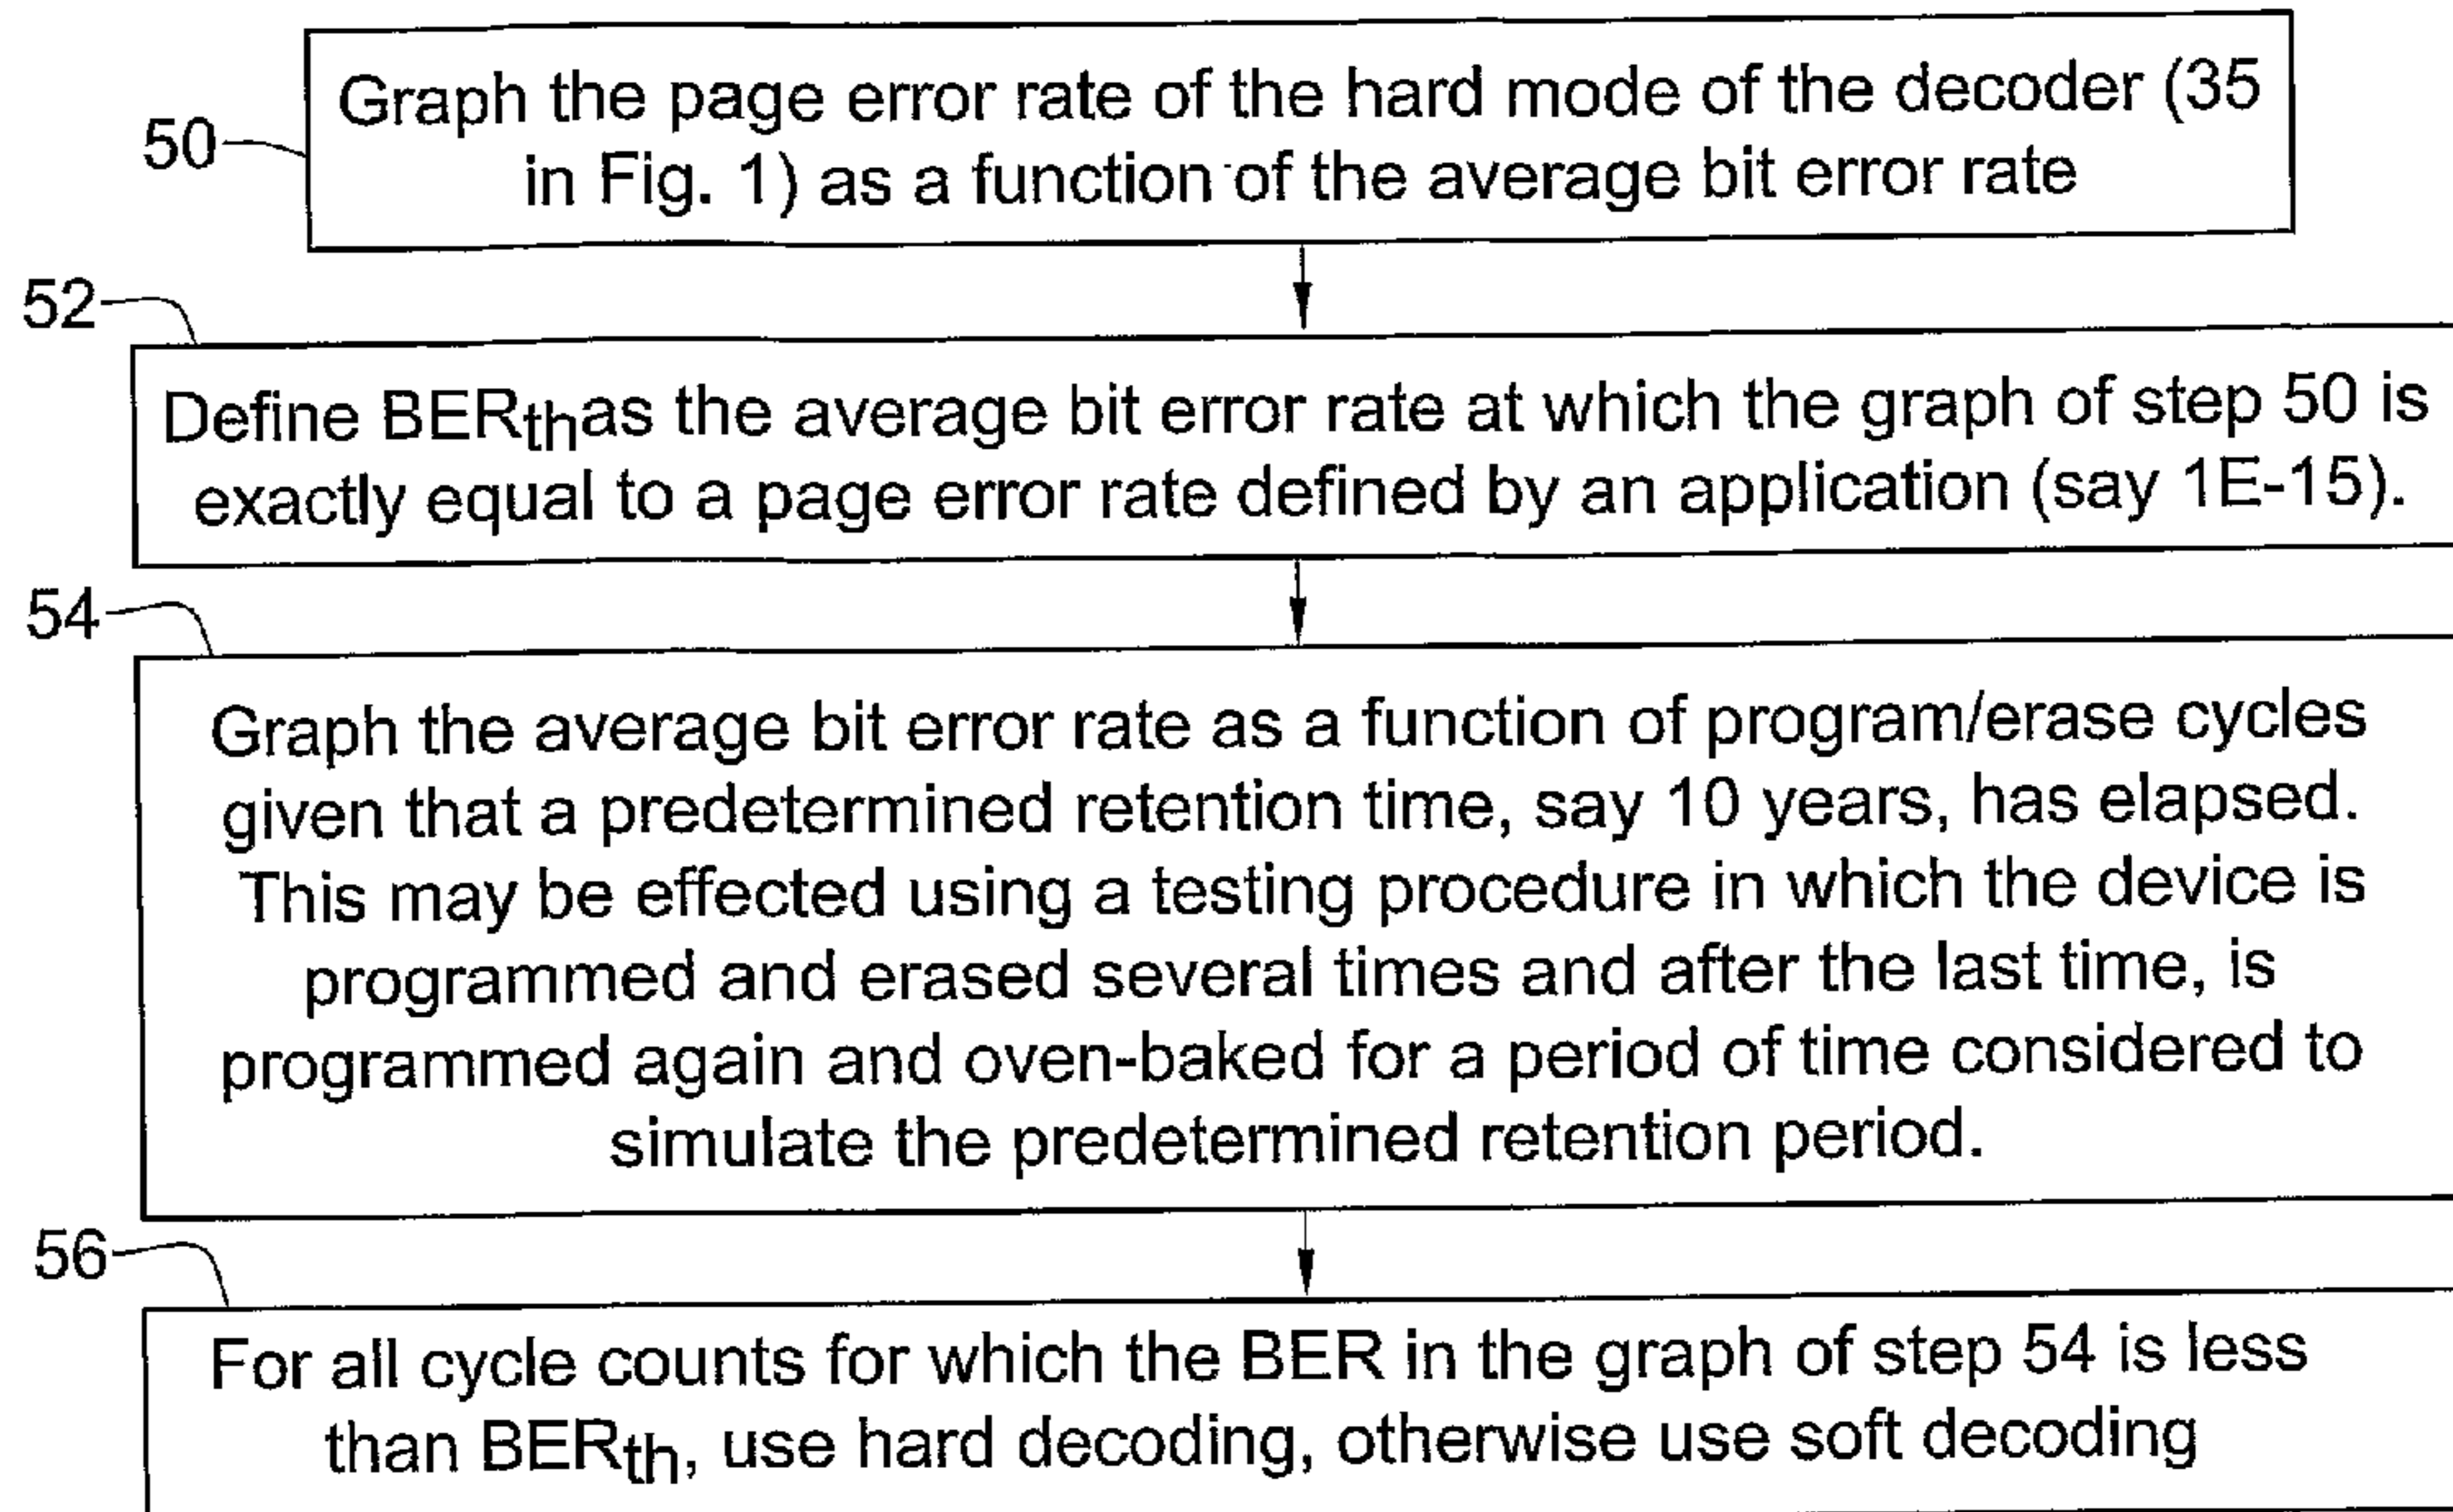 50
Graph the page error rate of the hard mode of the decoder (35
in Fig. 1) as a function of the average bit error rate
52
Define BERth as the average bit error rate at which the graph of step 50 is
exactly equal to a page error rate defined by an application (say 1E-15).
54
Graph the average bit error rate as a function of program/erase cycles
given that a predetermined retention time, say 10 years, has elapsed.
This may be effected using a testing procedure in which the device is
programmed and erased several times and after the last time, is
programmed again and oven-baked for a period of time considered to
simulate the predetermined retention period.
56
For all cycle counts for which the BER in the graph of step 54 is less
than BERth, use hard decoding, otherwise use soft decoding